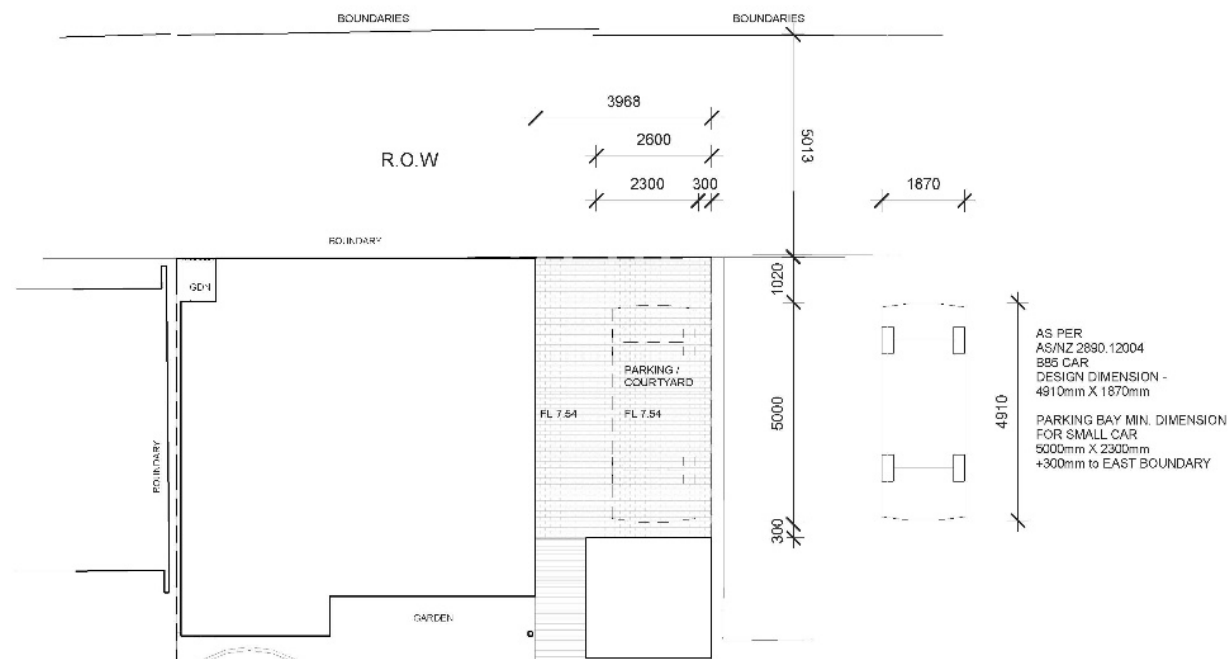 BOUNDARIES
BOUNDARIES
3968
2600
5013
R.O.W
2300
300
1870
BOUNDARY
1020
GDN
AS PER
AS/NZ 2890.12004
B85 CAR
DESIGN DIMENSION -
4910mm X 1870mm
PARKING /
COURTYARD
FL 7.54
FL 7.54
5000
4910
PARKING BAY MIN. DIMENSION
FOR SMALL CAR
5000mm X 2300mm
+300mm to EAST BOUNDARY
BOUNDARY
300
GARDEN